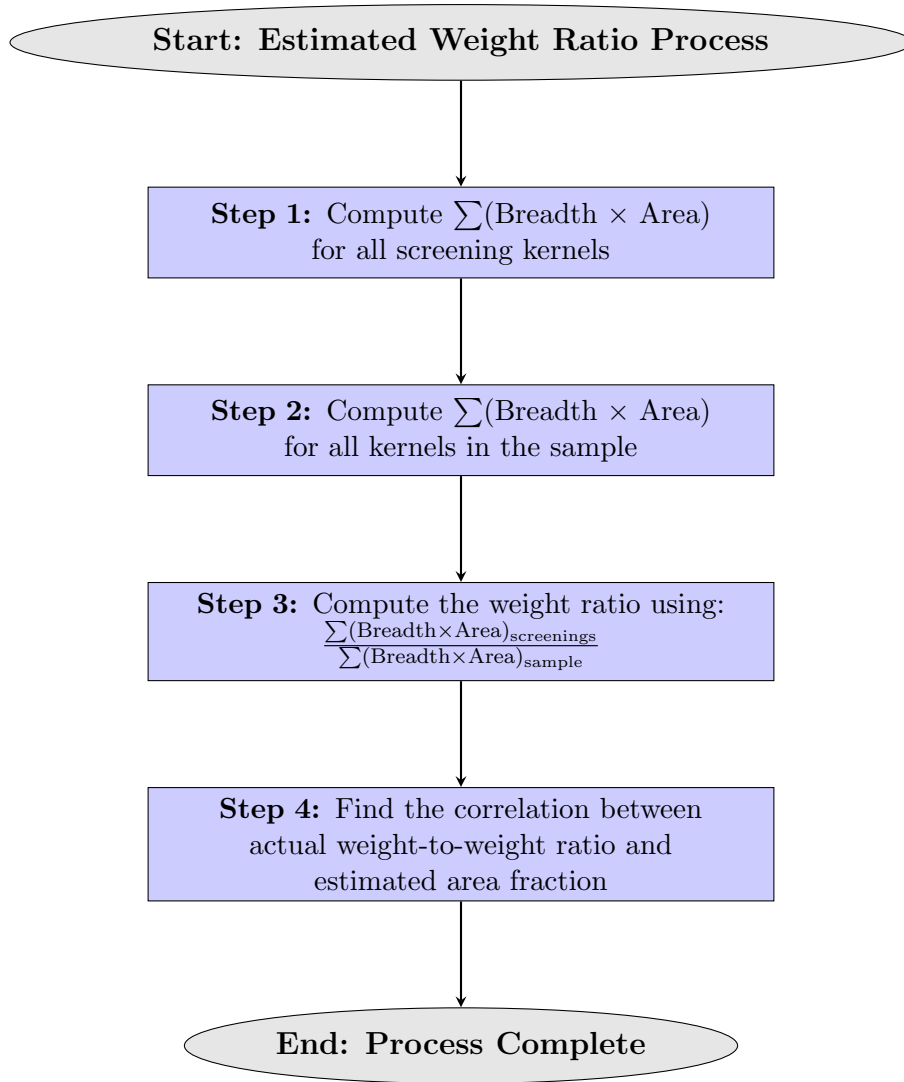 Start: Estimated Weight Ratio Process
Step 1: Compute ∑(Breadth × Area)
for all screening kernels
Step 2: Compute ∑(Breadth × Area)
for all kernels in the sample
Step 3: Compute the weight ratio using:
∑(Breadth×Area)screenings
∑(Breadth×Area)sample
Step 4: Find the correlation between
actual weight-to-weight ratio and
estimated area fraction
End: Process Complete